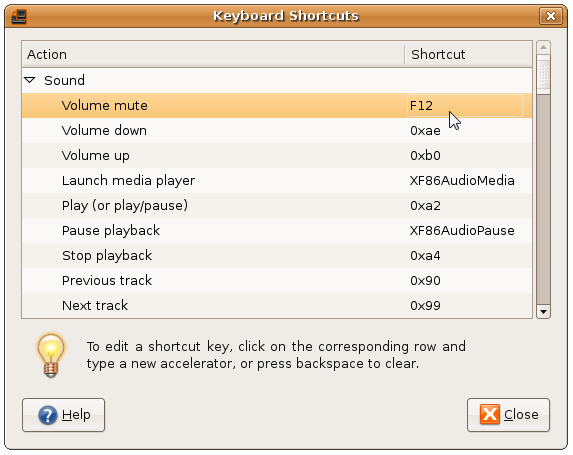 Keyboard Shortcuts
Action Shortcut
Sound
Volume mute F12
Volume down 0xae
Volume up 0xb0
Launch media player XF86AudioMedia
Play (or play/pause) 0xa2
Pause playback XF86AudioPause
Stop playback 0xa4
Previous track 0x90
Next track 0x99
To edit a shortcut key, click on the corresponding row and
type a new accelerator, or press backspace to clear.
Help Close